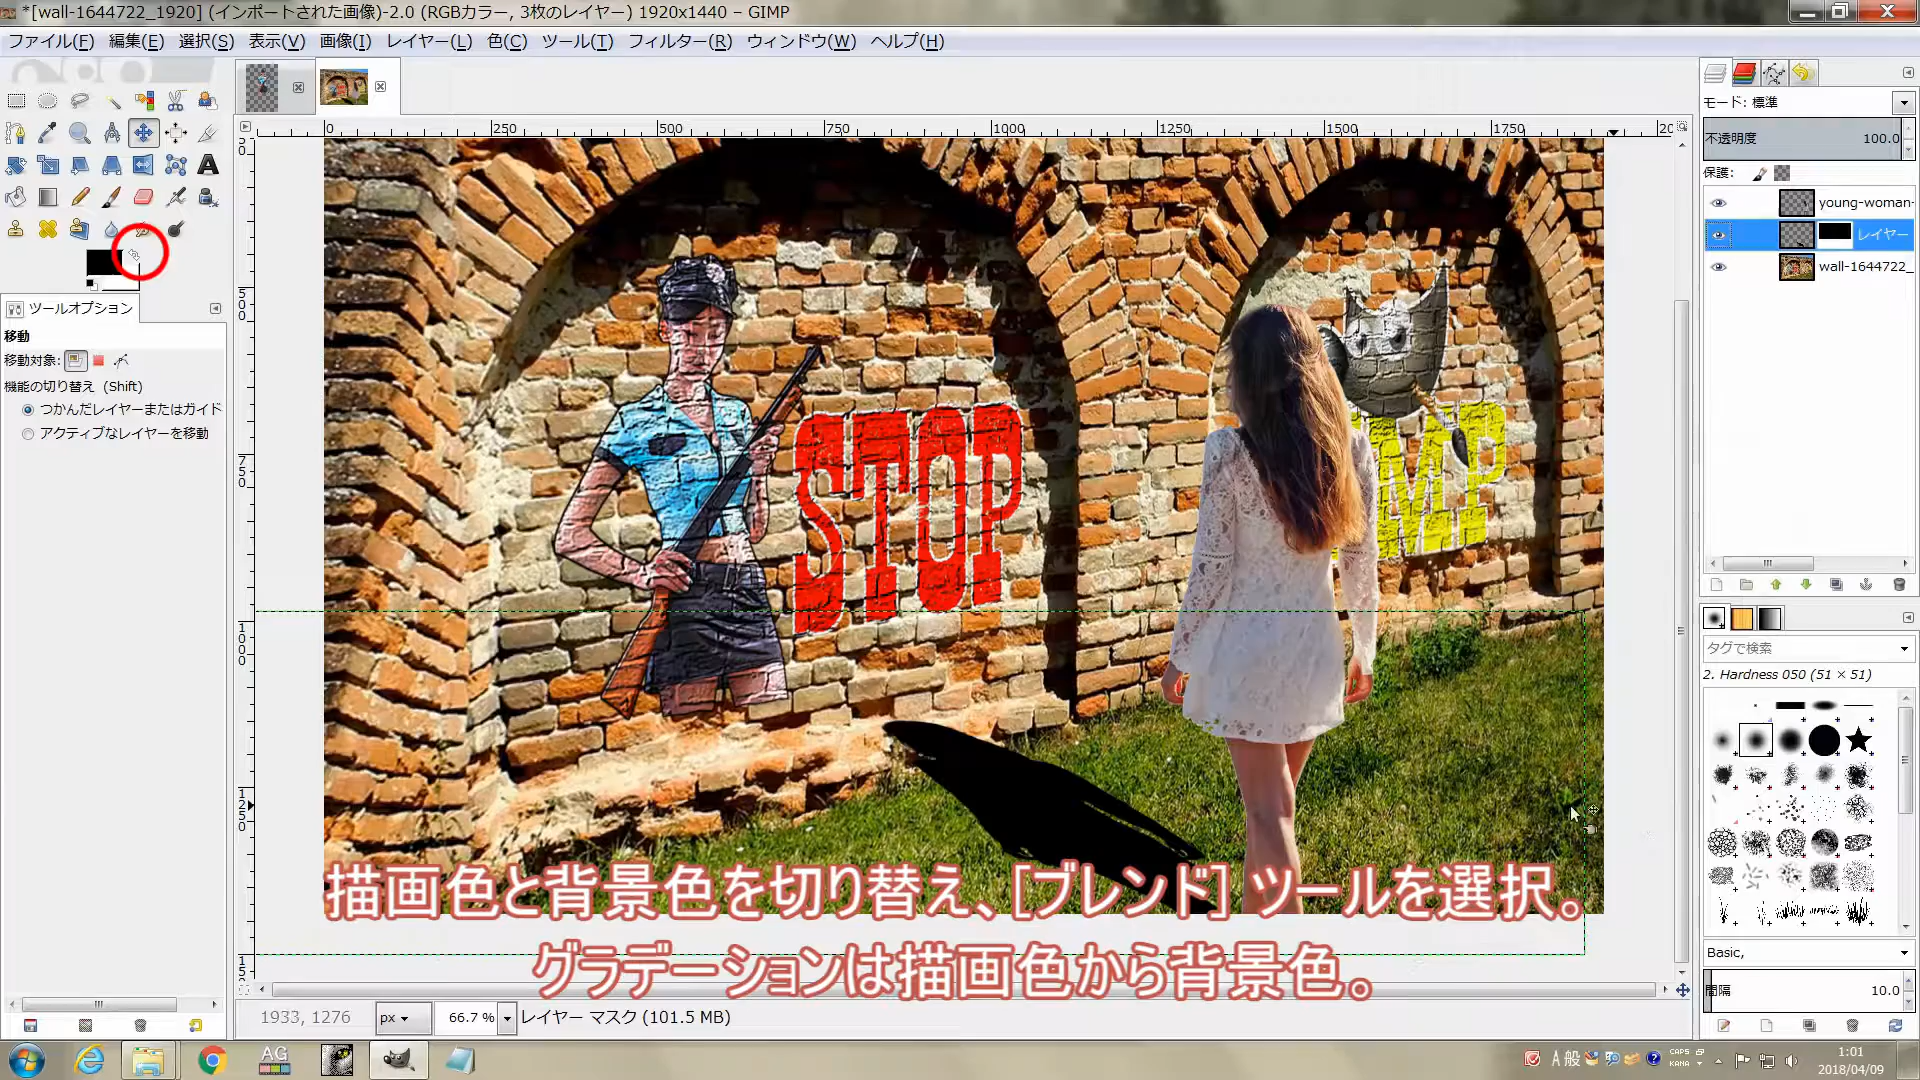 *[wall-1644722_1920] (インポートされた画像)-2.0 (RGBカラー, 3枚のレイヤー) 1920x1440 – GIMP
ファイル(F) 編集(E) 選択(S) 表示(V) 画像(I) レイヤー(L) 色(C) ツール(T) フィルター(R) ウィンドウ(W) ヘルプ(H)
モード: 標準
0 250 500 750 1000 1250 1500 1750
不透明度 100.0
保護:
young-woman-
レイヤー
wall-1644722_
ツールオプション
移動
移動対象:
機能の切り替え (Shift)
つかんだレイヤーまたはガイド
アクティブなレイヤーを移動
500
750
1000
1250
STOP
MP
タグで検索
2. Hardness 050 (51 × 51)
描画色と背景色を切り替え、[ブレンド] ツールを選択。
グラデーションは描画色から背景色。
Basic,
間隔 10.0
1933, 1276 px 66.7 % レイヤー マスク (101.5 MB)
AG
A 般
CAPS
KANA
1:01
2018/04/09